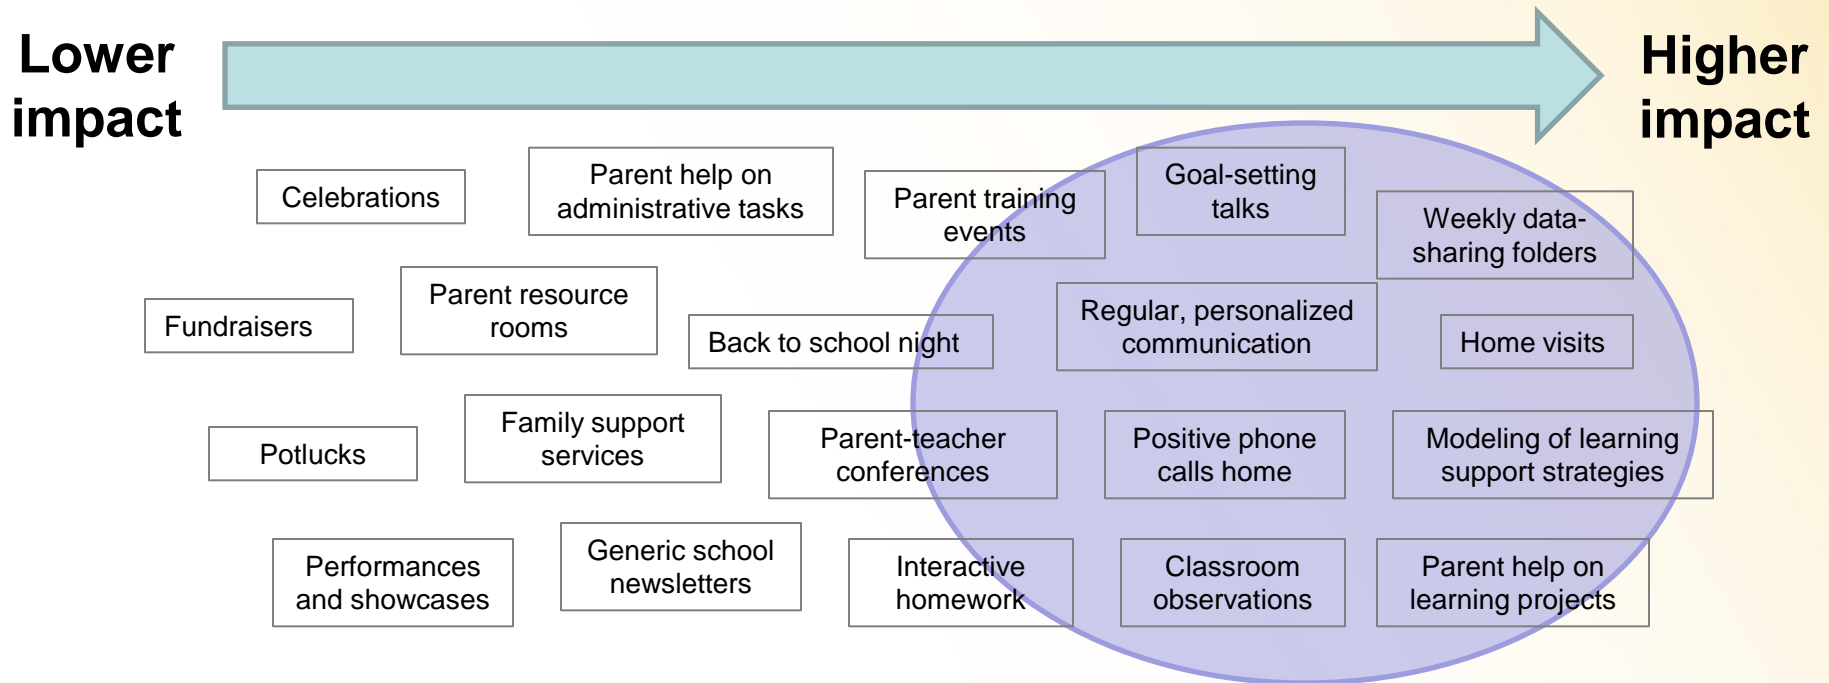 Lower
impact
Higher
impact
Celebrations
Parent help on
administrative tasks
Parent training
events
Goal-setting
talks
Weekly data-
sharing folders
Fundraisers
Parent resource
rooms
Back to school night
Regular, personalized
communication
Home visits
Potlucks
Family support
services
Parent-teacher
conferences
Positive phone
calls home
Modeling of learning
support strategies
Performances
and showcases
Generic school
newsletters
Interactive
homework
Classroom
observations
Parent help on
learning projects